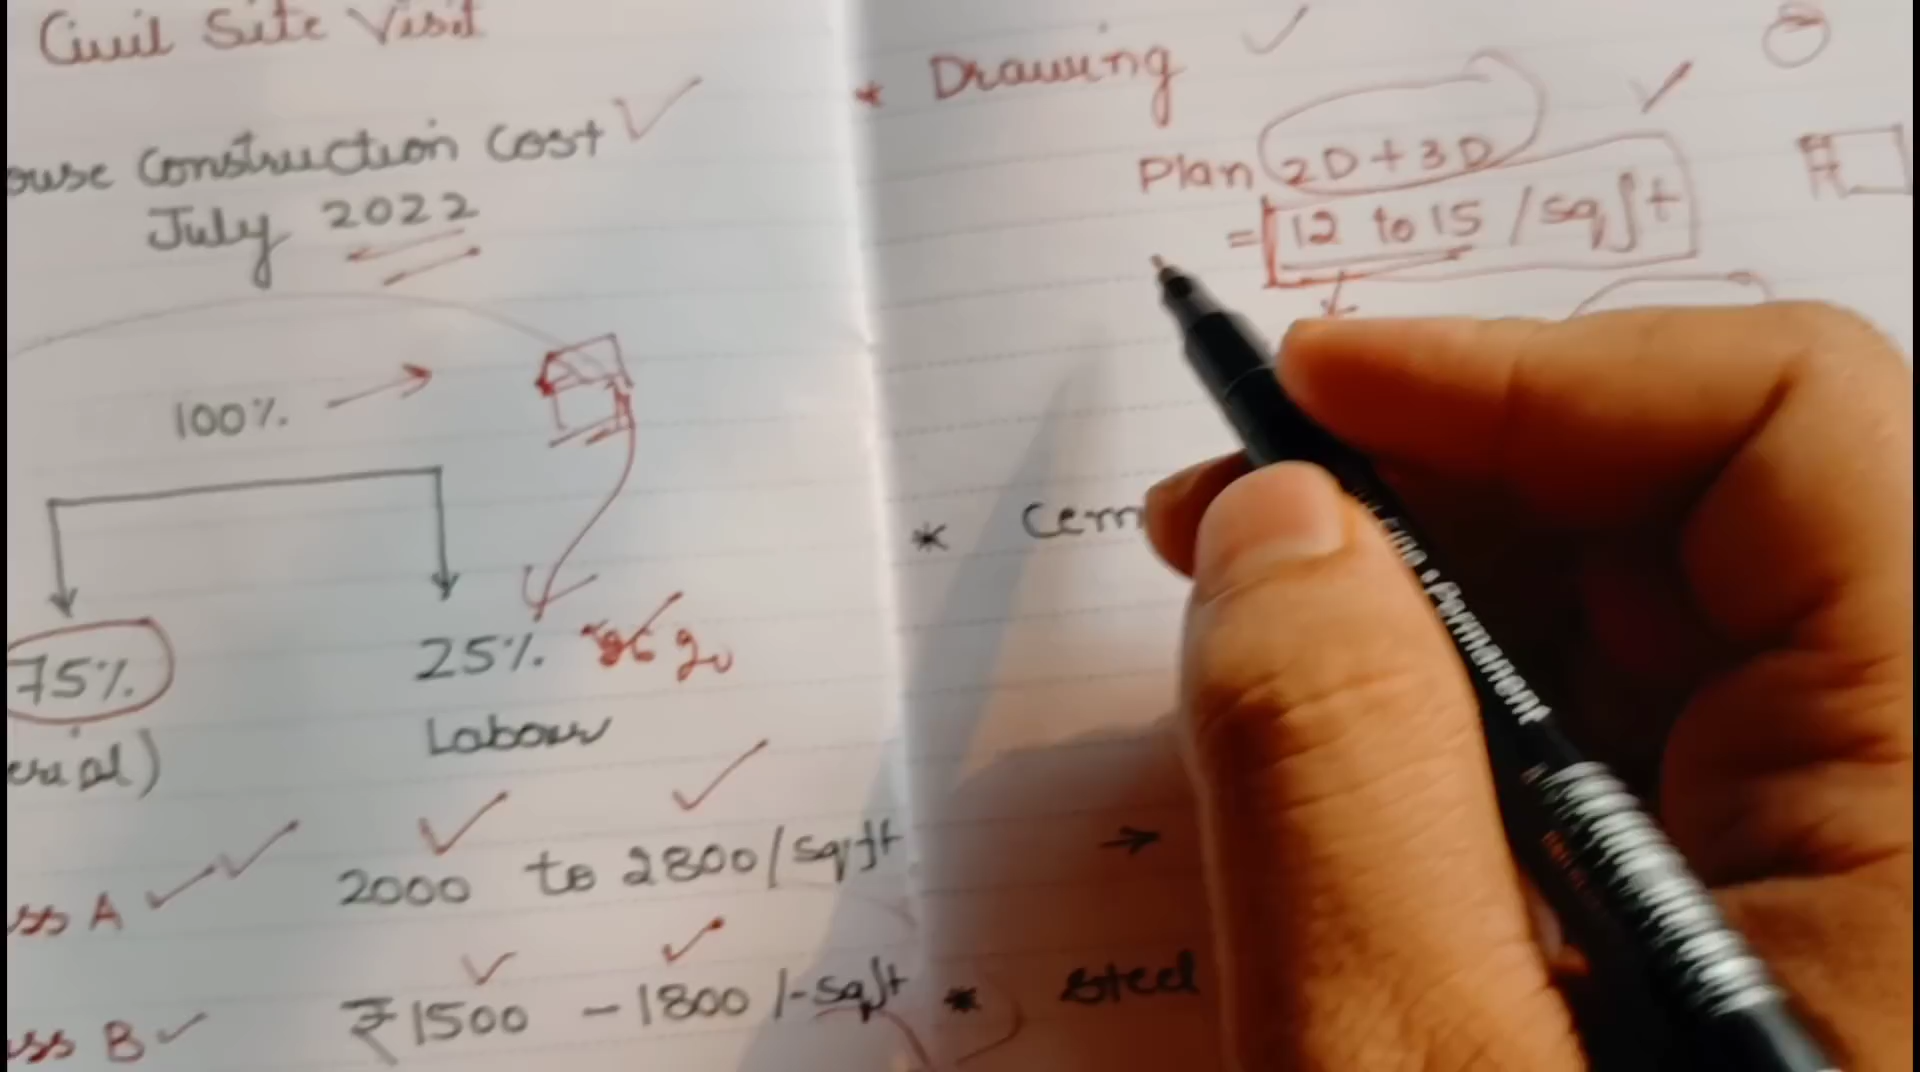 Civil Site Visit
ouse Construction Cost
July 2022
100%.
75%.
25%.
erial)
Labour
ss A 2000 to 2800/sqft
ss B ₹1500 - 1800/-sqft
* Drawing
Plan 2D+3D
= 12 to 15 /sqft
* Cem
→
* Steel
Permanent